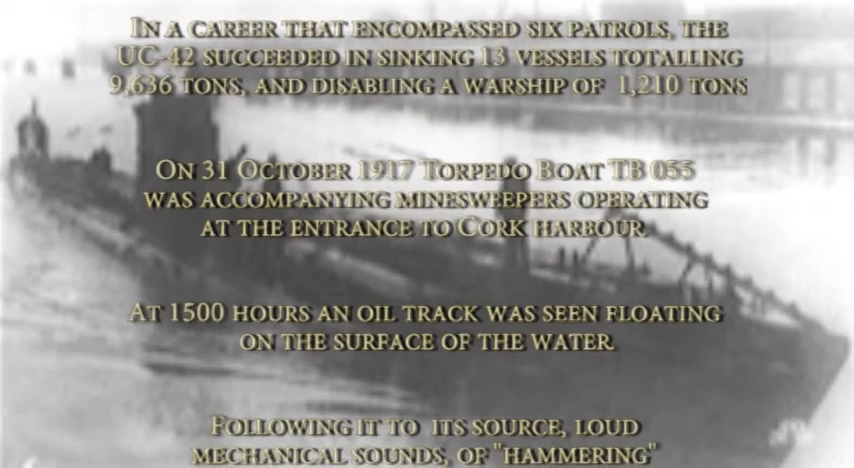 In a career that encompassed six patrols, the
UC-42 succeeded in sinking 13 vessels totalling
9,636 tons, and disabling a warship of 1,210 tons
On 31 October 1917 Torpedo Boat TB 055
was accompanying minesweepers operating
at the entrance to Cork harbour.
At 1500 hours an oil track was seen floating
on the surface of the water.
Following it to its source, loud
mechanical sounds, of "hammering"